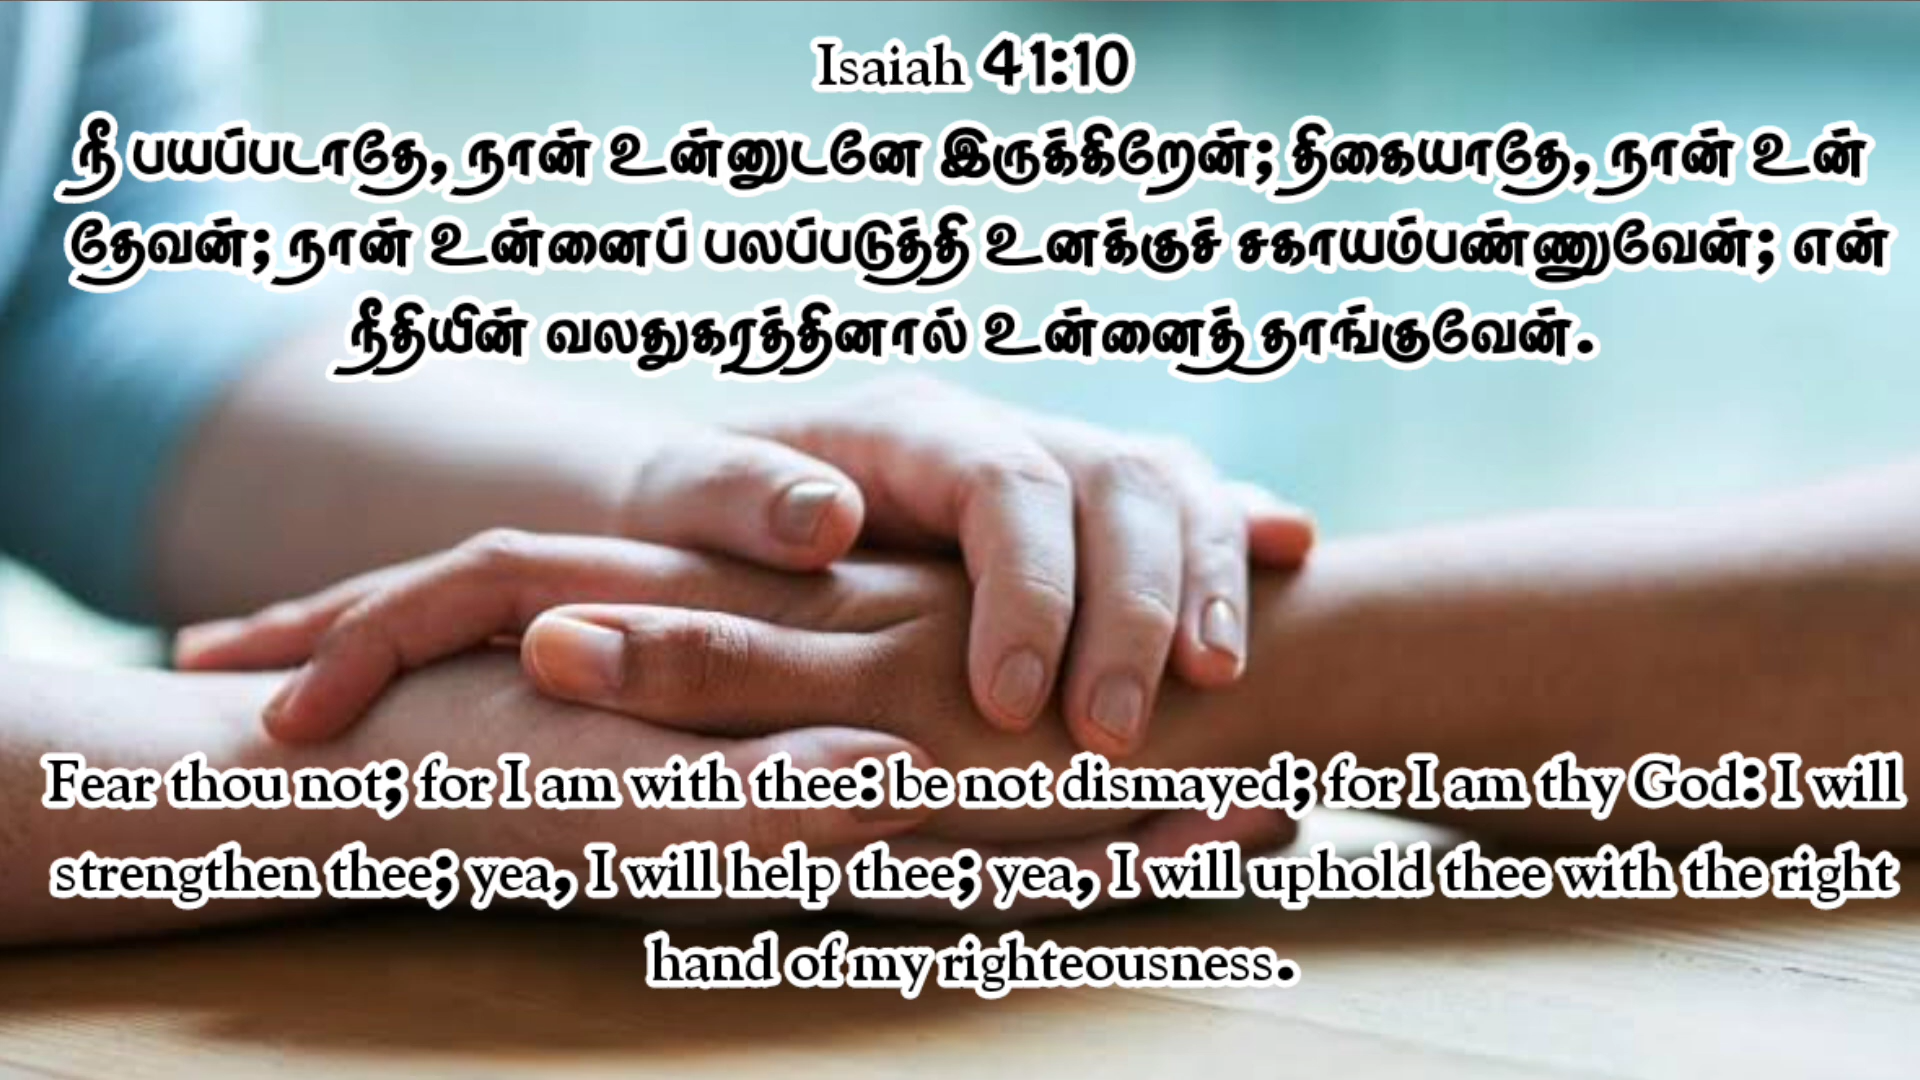 Isaiah 41:10
நீ பயப்படாதே, நான் உன்னுடனே இருக்கிறேன்; திகையாதே, நான் உன்
தேவன்; நான் உன்னைப் பலப்படுத்தி உனக்குச் சகாயம்பண்ணுவேன்; என்
நீதியின் வலதுகரத்தினால் உன்னைத் தாங்குவேன்.
Fear thou not; for I am with thee: be not dismayed; for I am thy God: I will
strengthen thee; yea, I will help thee; yea, I will uphold thee with the right
hand of my righteousness.